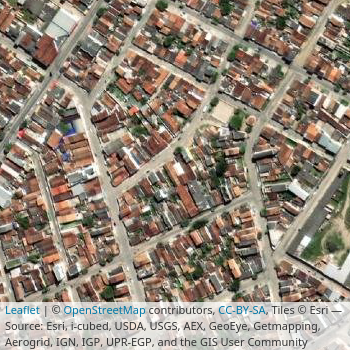 Leaflet | © OpenStreetMap contributors, CC-BY-SA, Tiles © Esri —
Source: Esri, i-cubed, USDA, USGS, AEX, GeoEye, Getmapping,
Aerogrid, IGN, IGP, UPR-EGP, and the GIS User Community